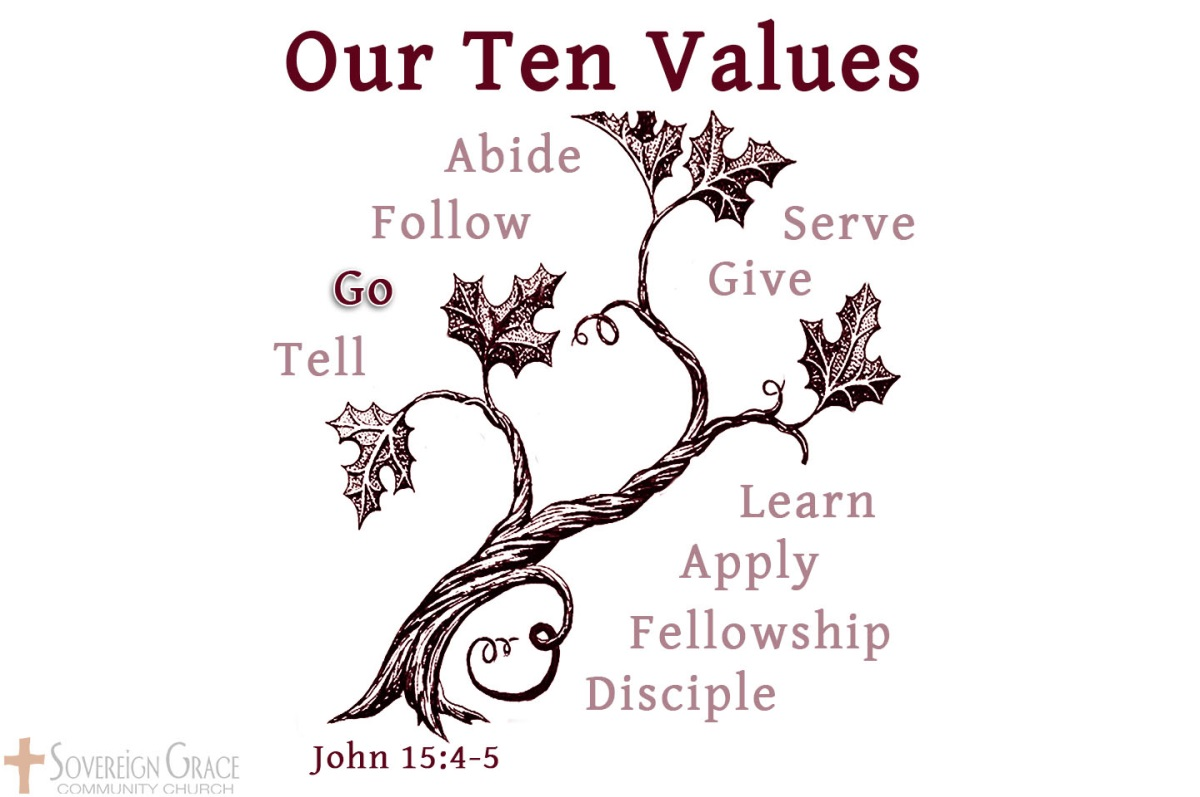 Our Ten Values
Abide
Follow
Go
Tell
Serve
Give
Learn
Apply
Fellowship
Disciple
John 15:4-5
SOVEREIGN GRACE
COMMUNITY CHURCH